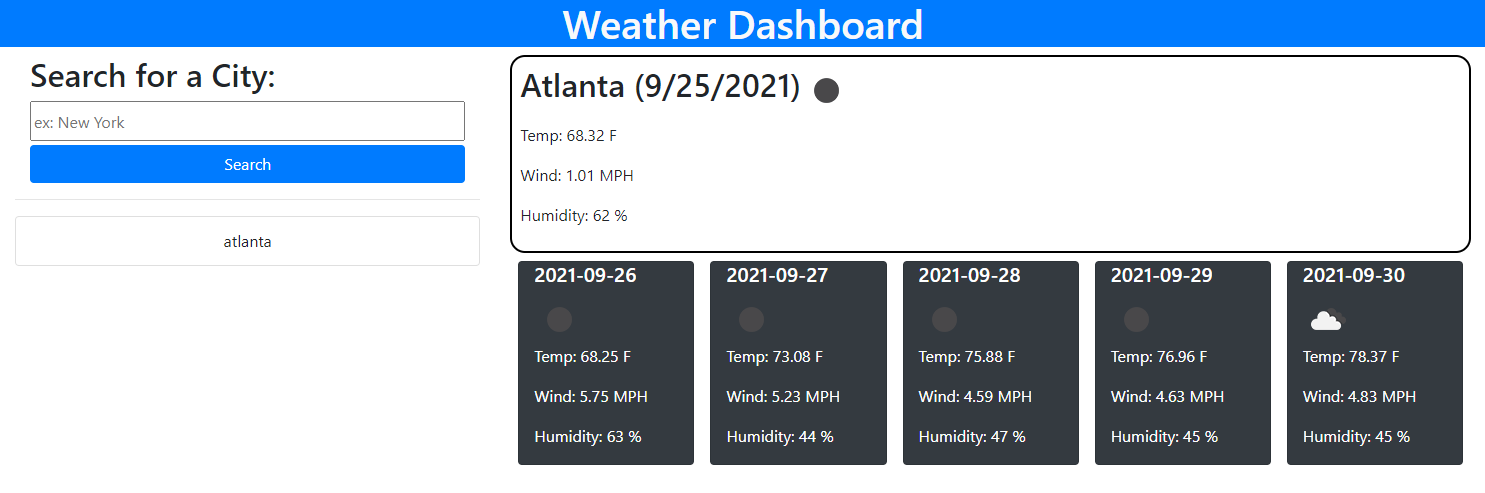 Weather Dashboard
Search for a City:
ex: New York
Search
atlanta
Atlanta (9/25/2021)
Temp: 68.32 F
Wind: 1.01 MPH
Humidity: 62 %
2021-09-26
Temp: 68.25 F
Wind: 5.75 MPH
Humidity: 63 %
2021-09-27
Temp: 73.08 F
Wind: 5.23 MPH
Humidity: 44 %
2021-09-28
Temp: 75.88 F
Wind: 4.59 MPH
Humidity: 47 %
2021-09-29
Temp: 76.96 F
Wind: 4.63 MPH
Humidity: 45 %
2021-09-30
Temp: 78.37 F
Wind: 4.83 MPH
Humidity: 45 %